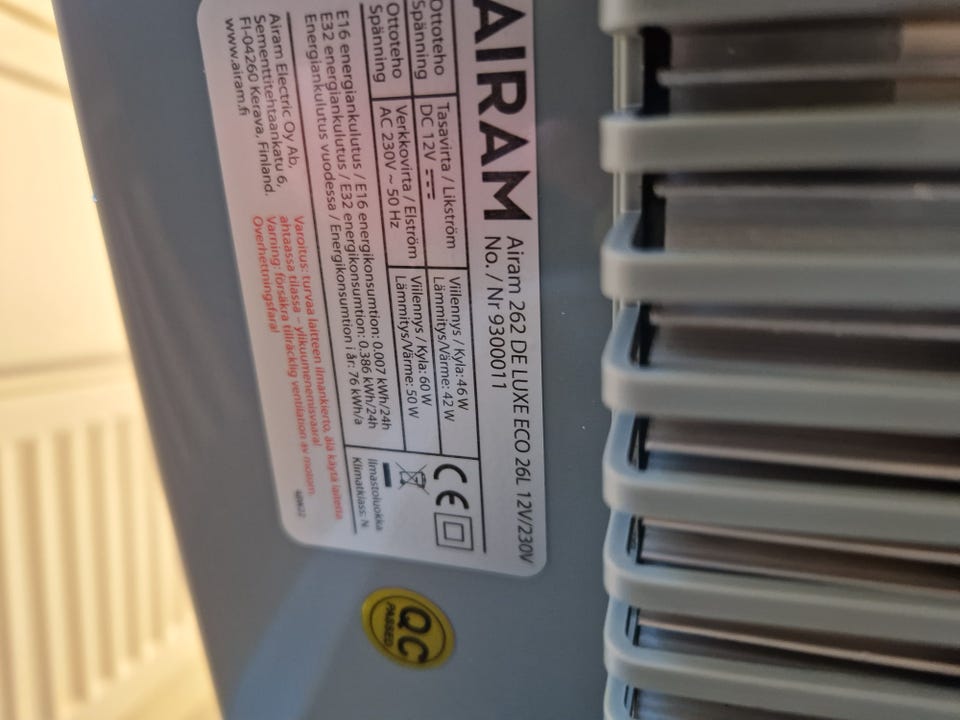 AIRAM
Airam 262 DE LUXE ECO 26L 12V/230V
No. / Nr 9300011
Ottoteho
Spänning
Tasavirta / Likström
DC 12V
Viilennys / Kyla: 46 W
Lämmitys/Värme: 42 W
Ottoteho
Spänning
Verkkovirta / Elström
AC 230V ~ 50 Hz
Viilennys / Kyla: 60 W
Lämmitys/Värme: 50 W
E16 energiankulutus / E16 energikonsumtion: 0.007 kWh/24h
E32 energiankulutus / E32 energikonsumtion: 0.386 kWh/24h
Energiankulutus vuodessa / Energikonsumtion i år: 76 kWh/a
CE
Ilmastoluokka
Klimatklass: N
Airam Electric Oy Ab,
Sementtitehtaankatu 6,
FI-04260 Kerava, Finland.
www.airam.fi
Varoitus: turvaa laitteen ilmankierto, älä käytä laitetta
ahtaassa tilassa – ylikuumenemisvaara!
Varning: försäkra tillräcklig ventilation av motorn.
Överhettningsfara!
QC
PASSED